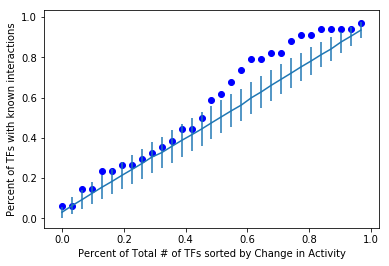 1.0
0.8
0.6
0.4
0.2
0.0
Percent of TFs with known interactions
0.0 0.2 0.4 0.6 0.8 1.0
Percent of Total # of TFs sorted by Change in Activity